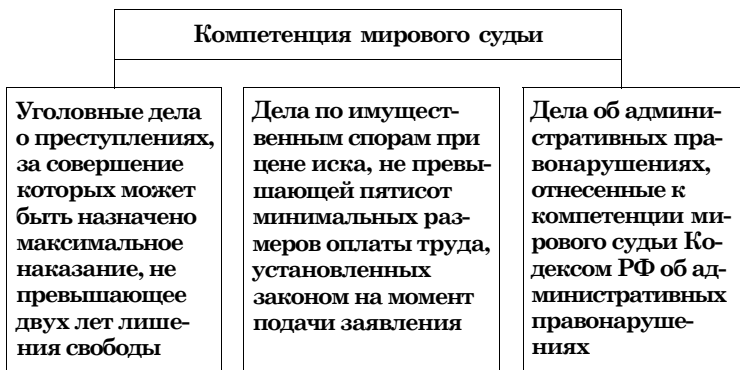 Компетенция мирового судьи
Уголовные дела
о преступлениях,
за совершение
которых может
быть назначено
максимальное
наказание, не
превышающее
двух лет лише-
ния свободы
Дела по имущест-
венным спорам при
цене иска, не превы-
шающей пятисот
минимальных раз-
меров оплаты труда,
установленных
законом на момент
подачи заявления
Дела об админи-
стративных пра-
вонарушениях,
отнесенные к
компетенции ми-
рового судьи Ко-
дексом РФ об ад-
министративных
правонаруше-
ниях